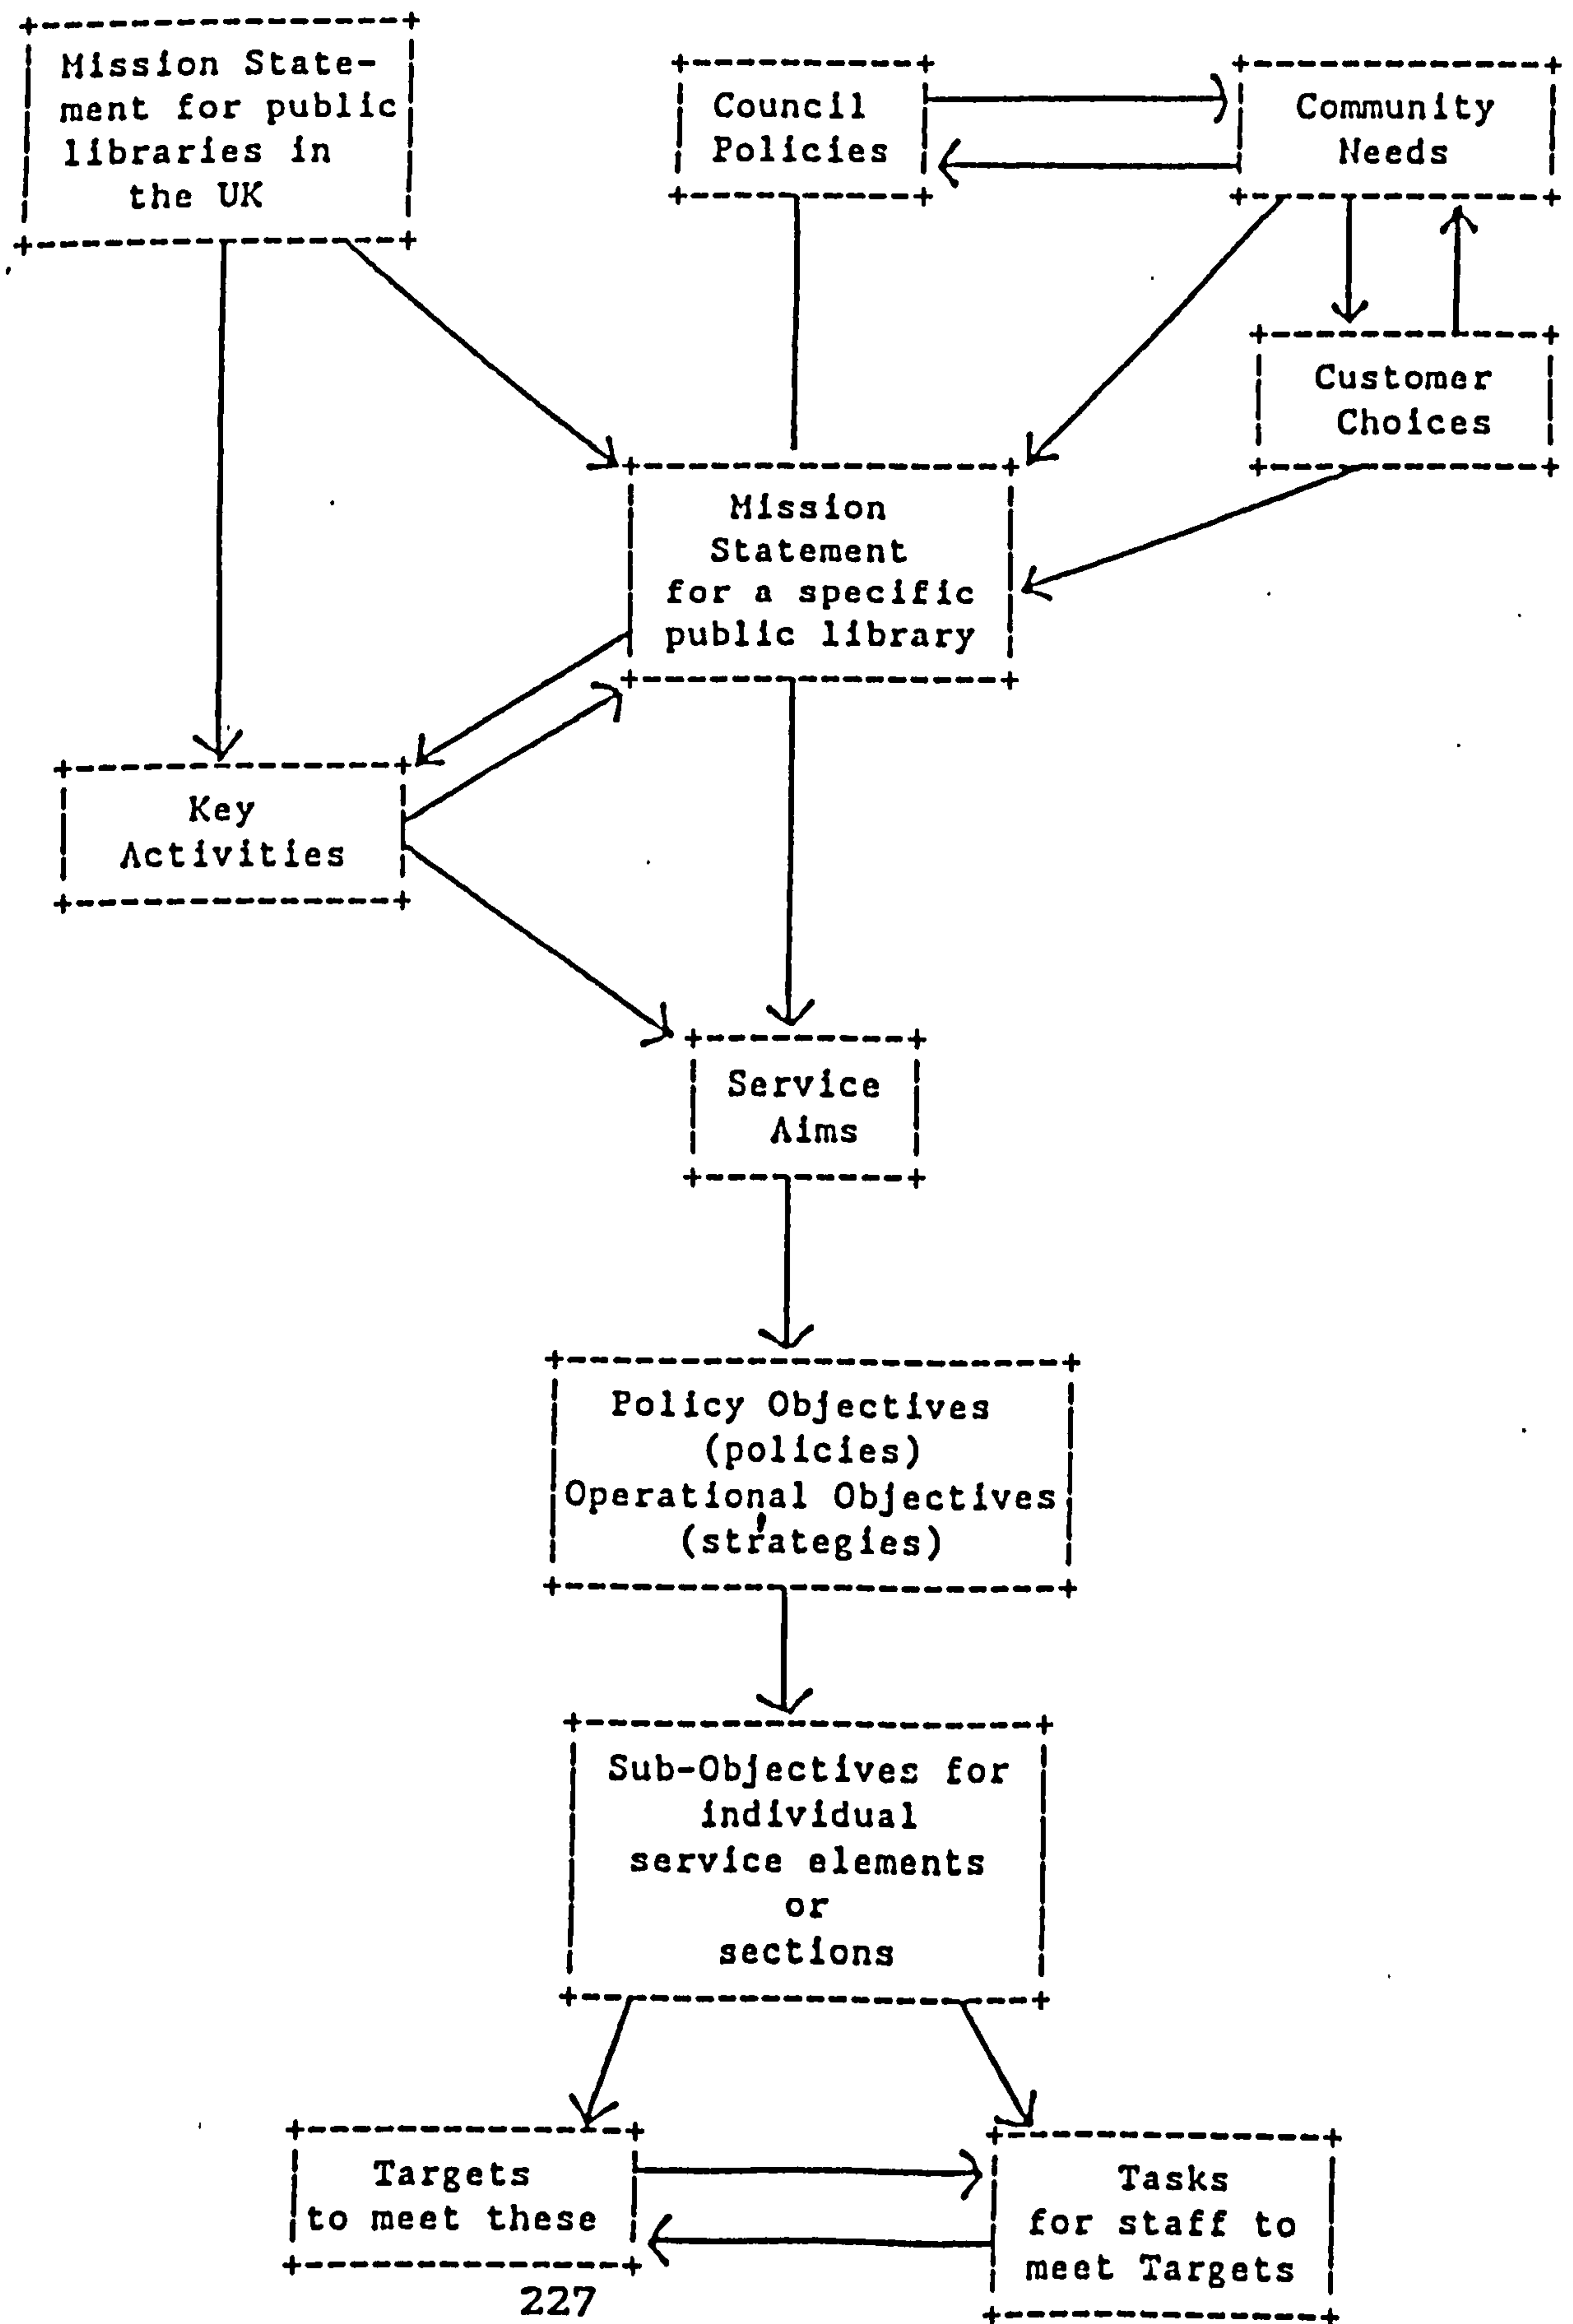 Mission State-
ment for public
libraries in
the UK
Council
Policies
Community
Needs
Customer
Choices
Mission
Statement
for a specific
public library
Key
Activities
Service
Aims
Policy Objectives
(policies)
Operational Objectives
(strategies)
Sub-Objectives for
individual
service elements
or
sections
Targets
to meet these
Tasks
for staff to
meet Targets
227